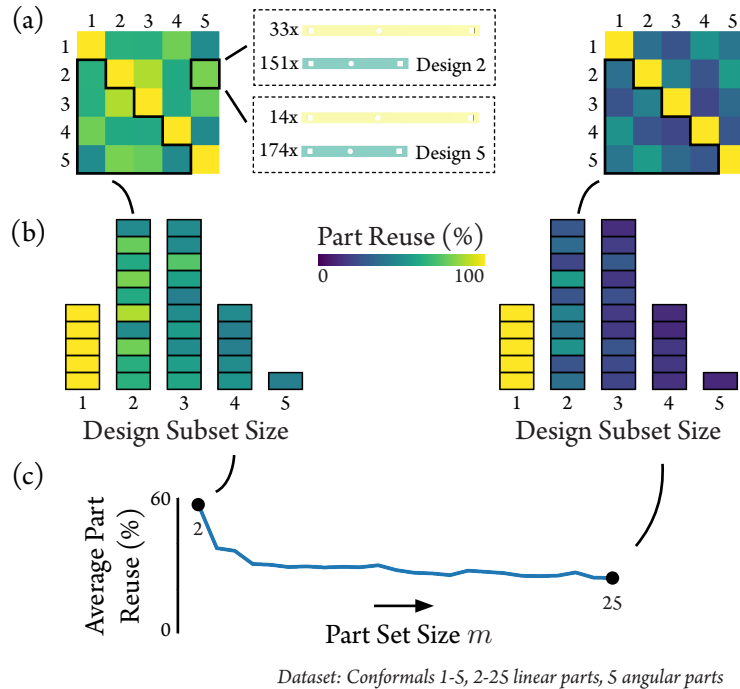 (a)
1 2 3 4 5
1
2
3
4
5
33x
151x
Design 2
14x
174x
Design 5
1 2 3 4 5
1
2
3
4
5
(b)
Part Reuse (%)
0 100
1 2 3 4 5
Design Subset Size
1 2 3 4 5
Design Subset Size
(c)
Average Part
Reuse (%)
60
0
2
25
Part Set Size m
Dataset: Conformals 1-5, 2-25 linear parts, 5 angular parts